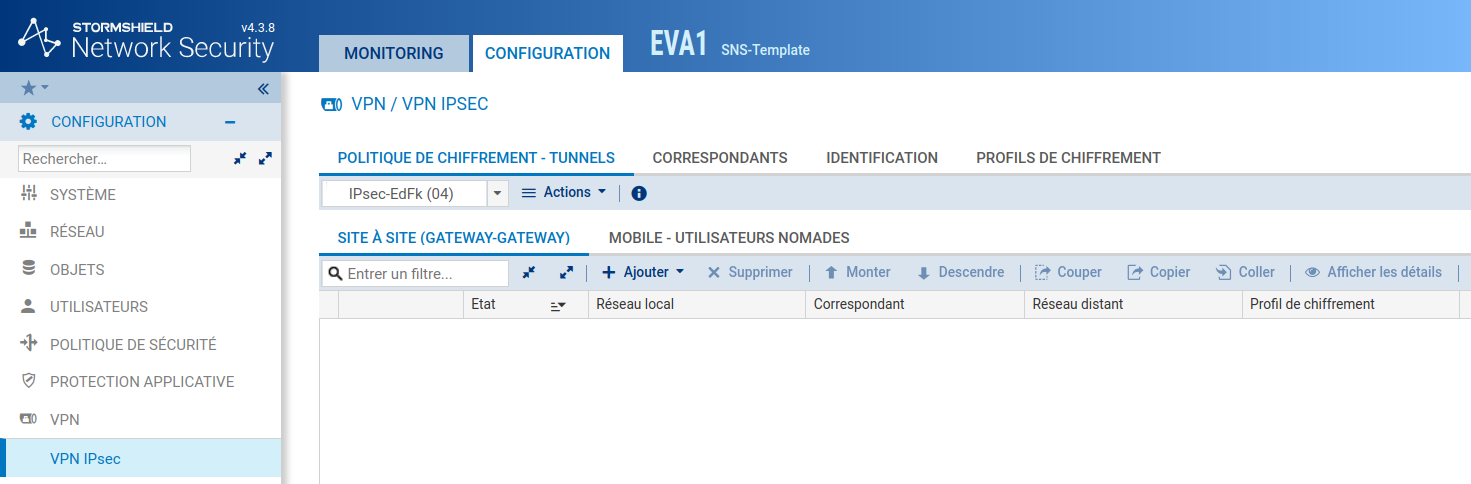 STORMSHIELD v4.3.8
Network Security
MONITORING CONFIGURATION EVA1 SNS-Template
CONFIGURATION
Rechercher...
SYSTÈME
RÉSEAU
OBJETS
UTILISATEURS
POLITIQUE DE SÉCURITÉ
PROTECTION APPLICATIVE
VPN
VPN IPsec
VPN / VPN IPSEC
POLITIQUE DE CHIFFREMENT - TUNNELS CORRESPONDANTS IDENTIFICATION PROFILS DE CHIFFREMENT
IPsec-EdFk (04) Actions
SITE À SITE (GATEWAY-GATEWAY) MOBILE - UTILISATEURS NOMADES
Entrer un filtre... Ajouter Supprimer Monter Descendre Couper Copier Coller Afficher les détails
Etat Réseau local Correspondant Réseau distant Profil de chiffrement